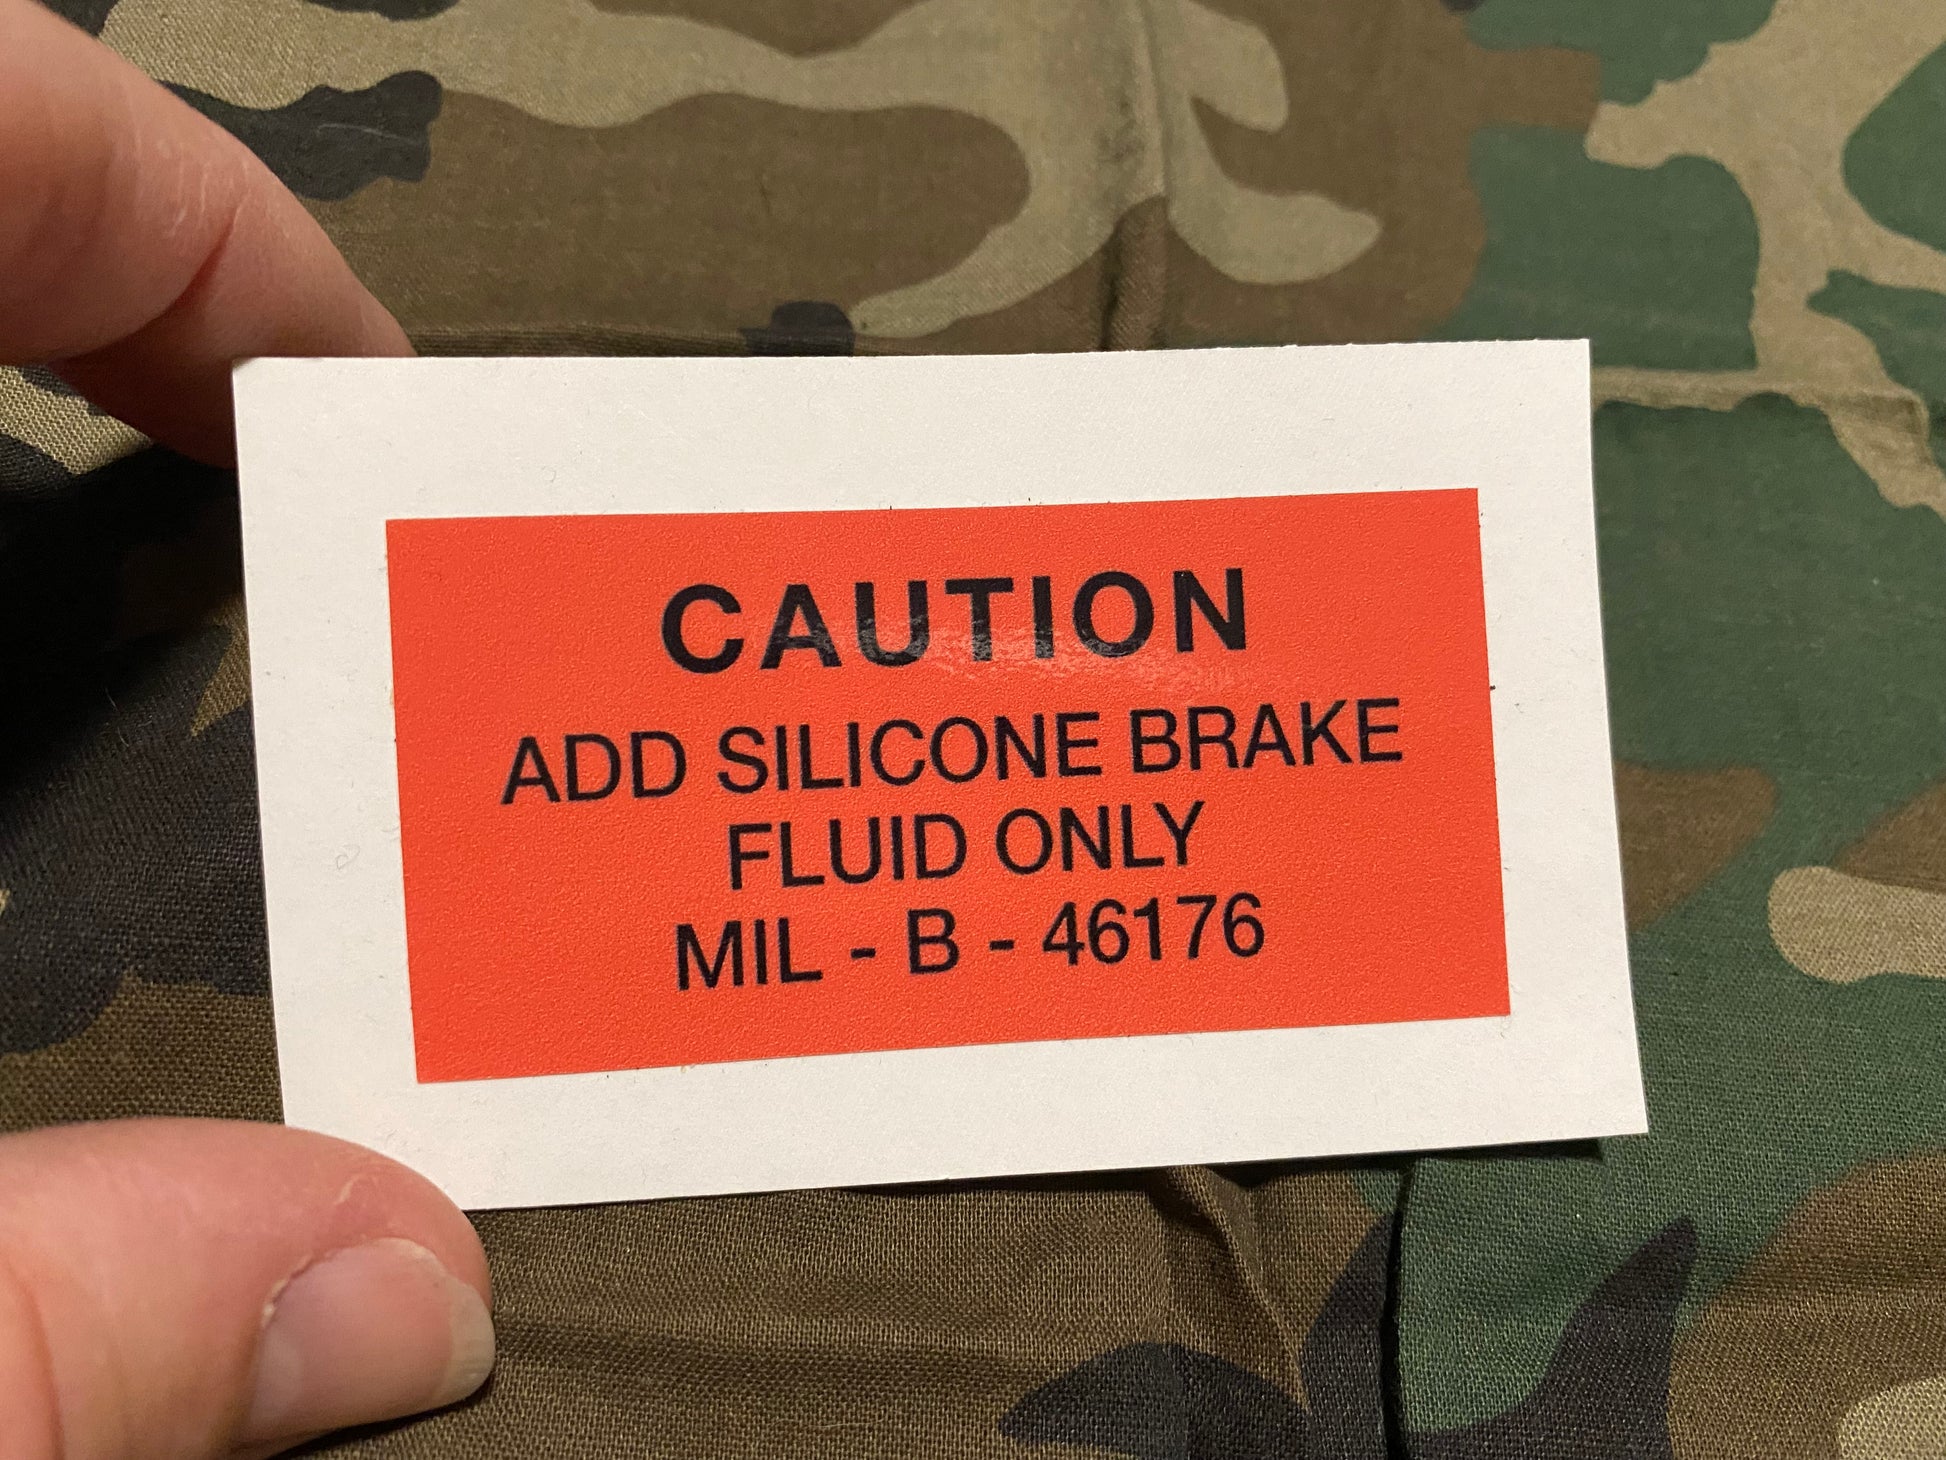 CAUTION
ADD SILICONE BRAKE
FLUID ONLY
MIL - B - 46176